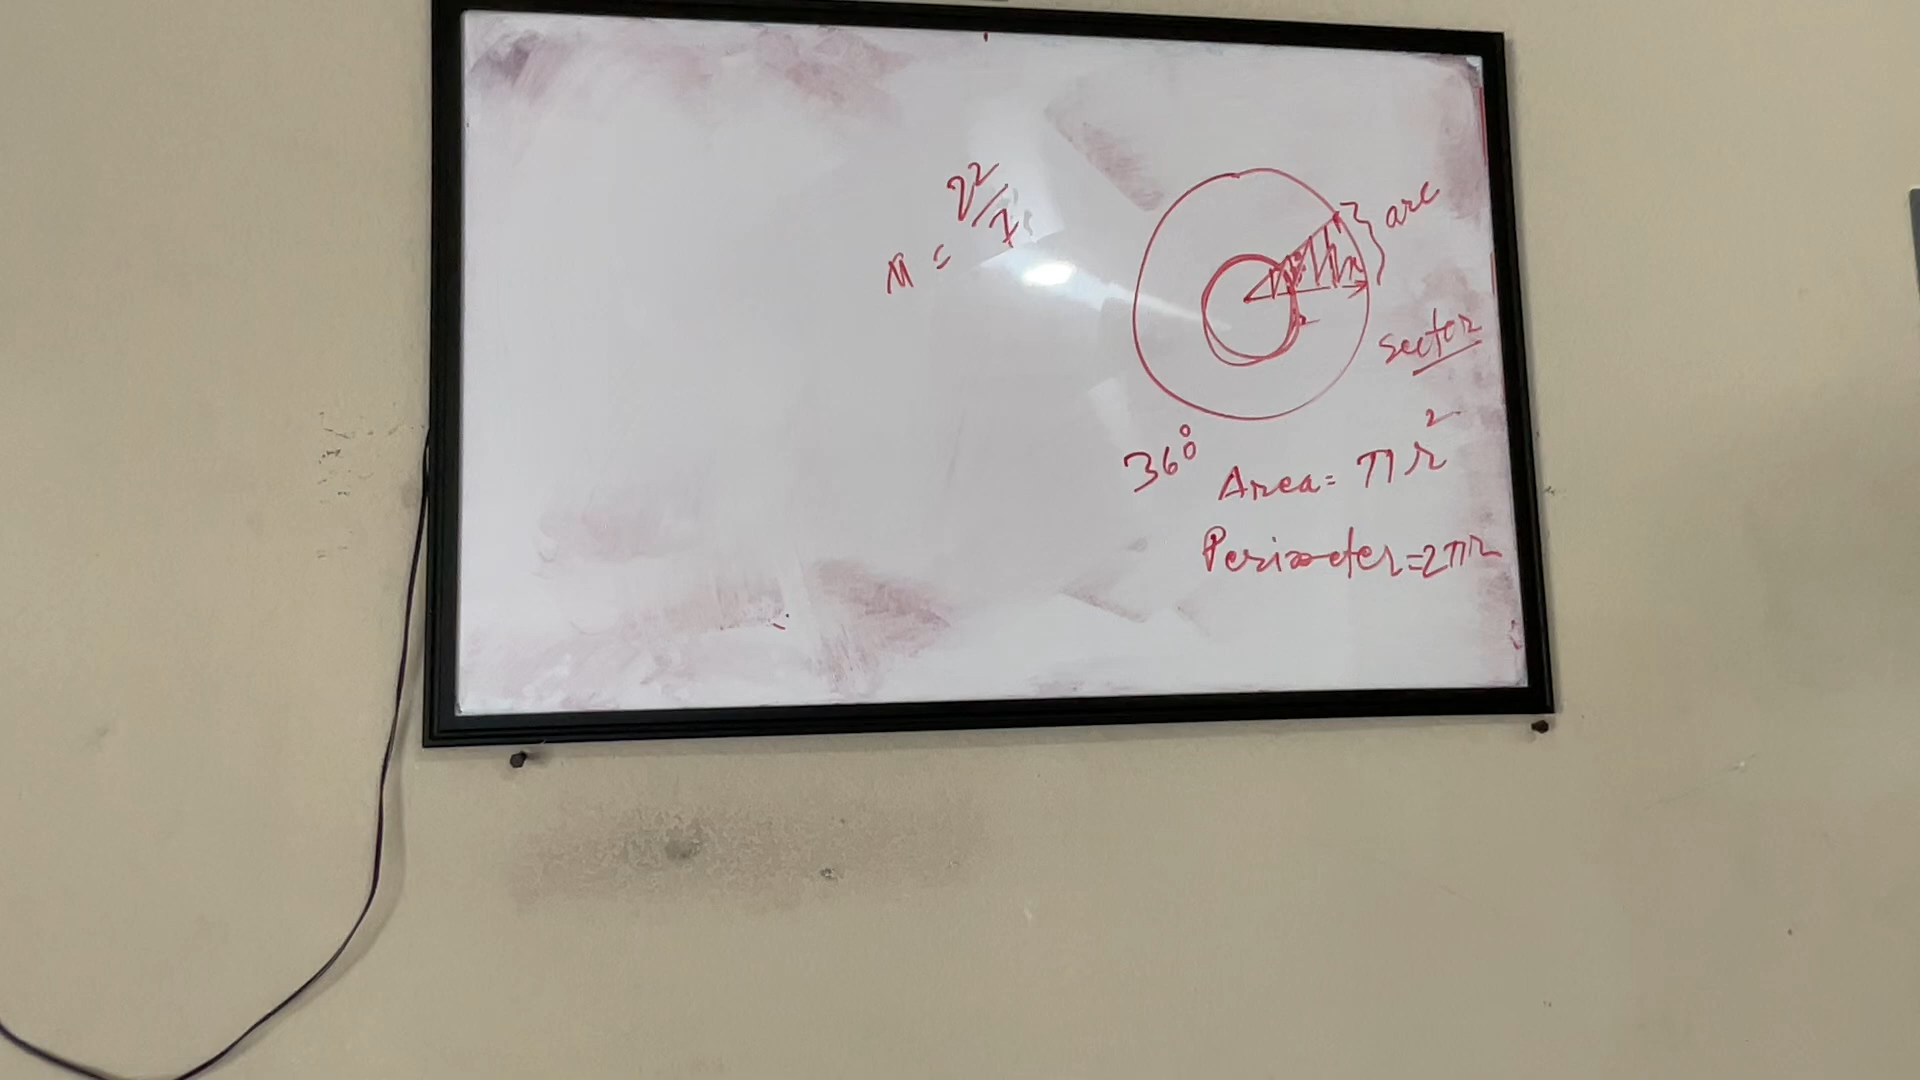 π = 22/7
arc
r
sector
360
Area = πr²
Perimeter = 2πr